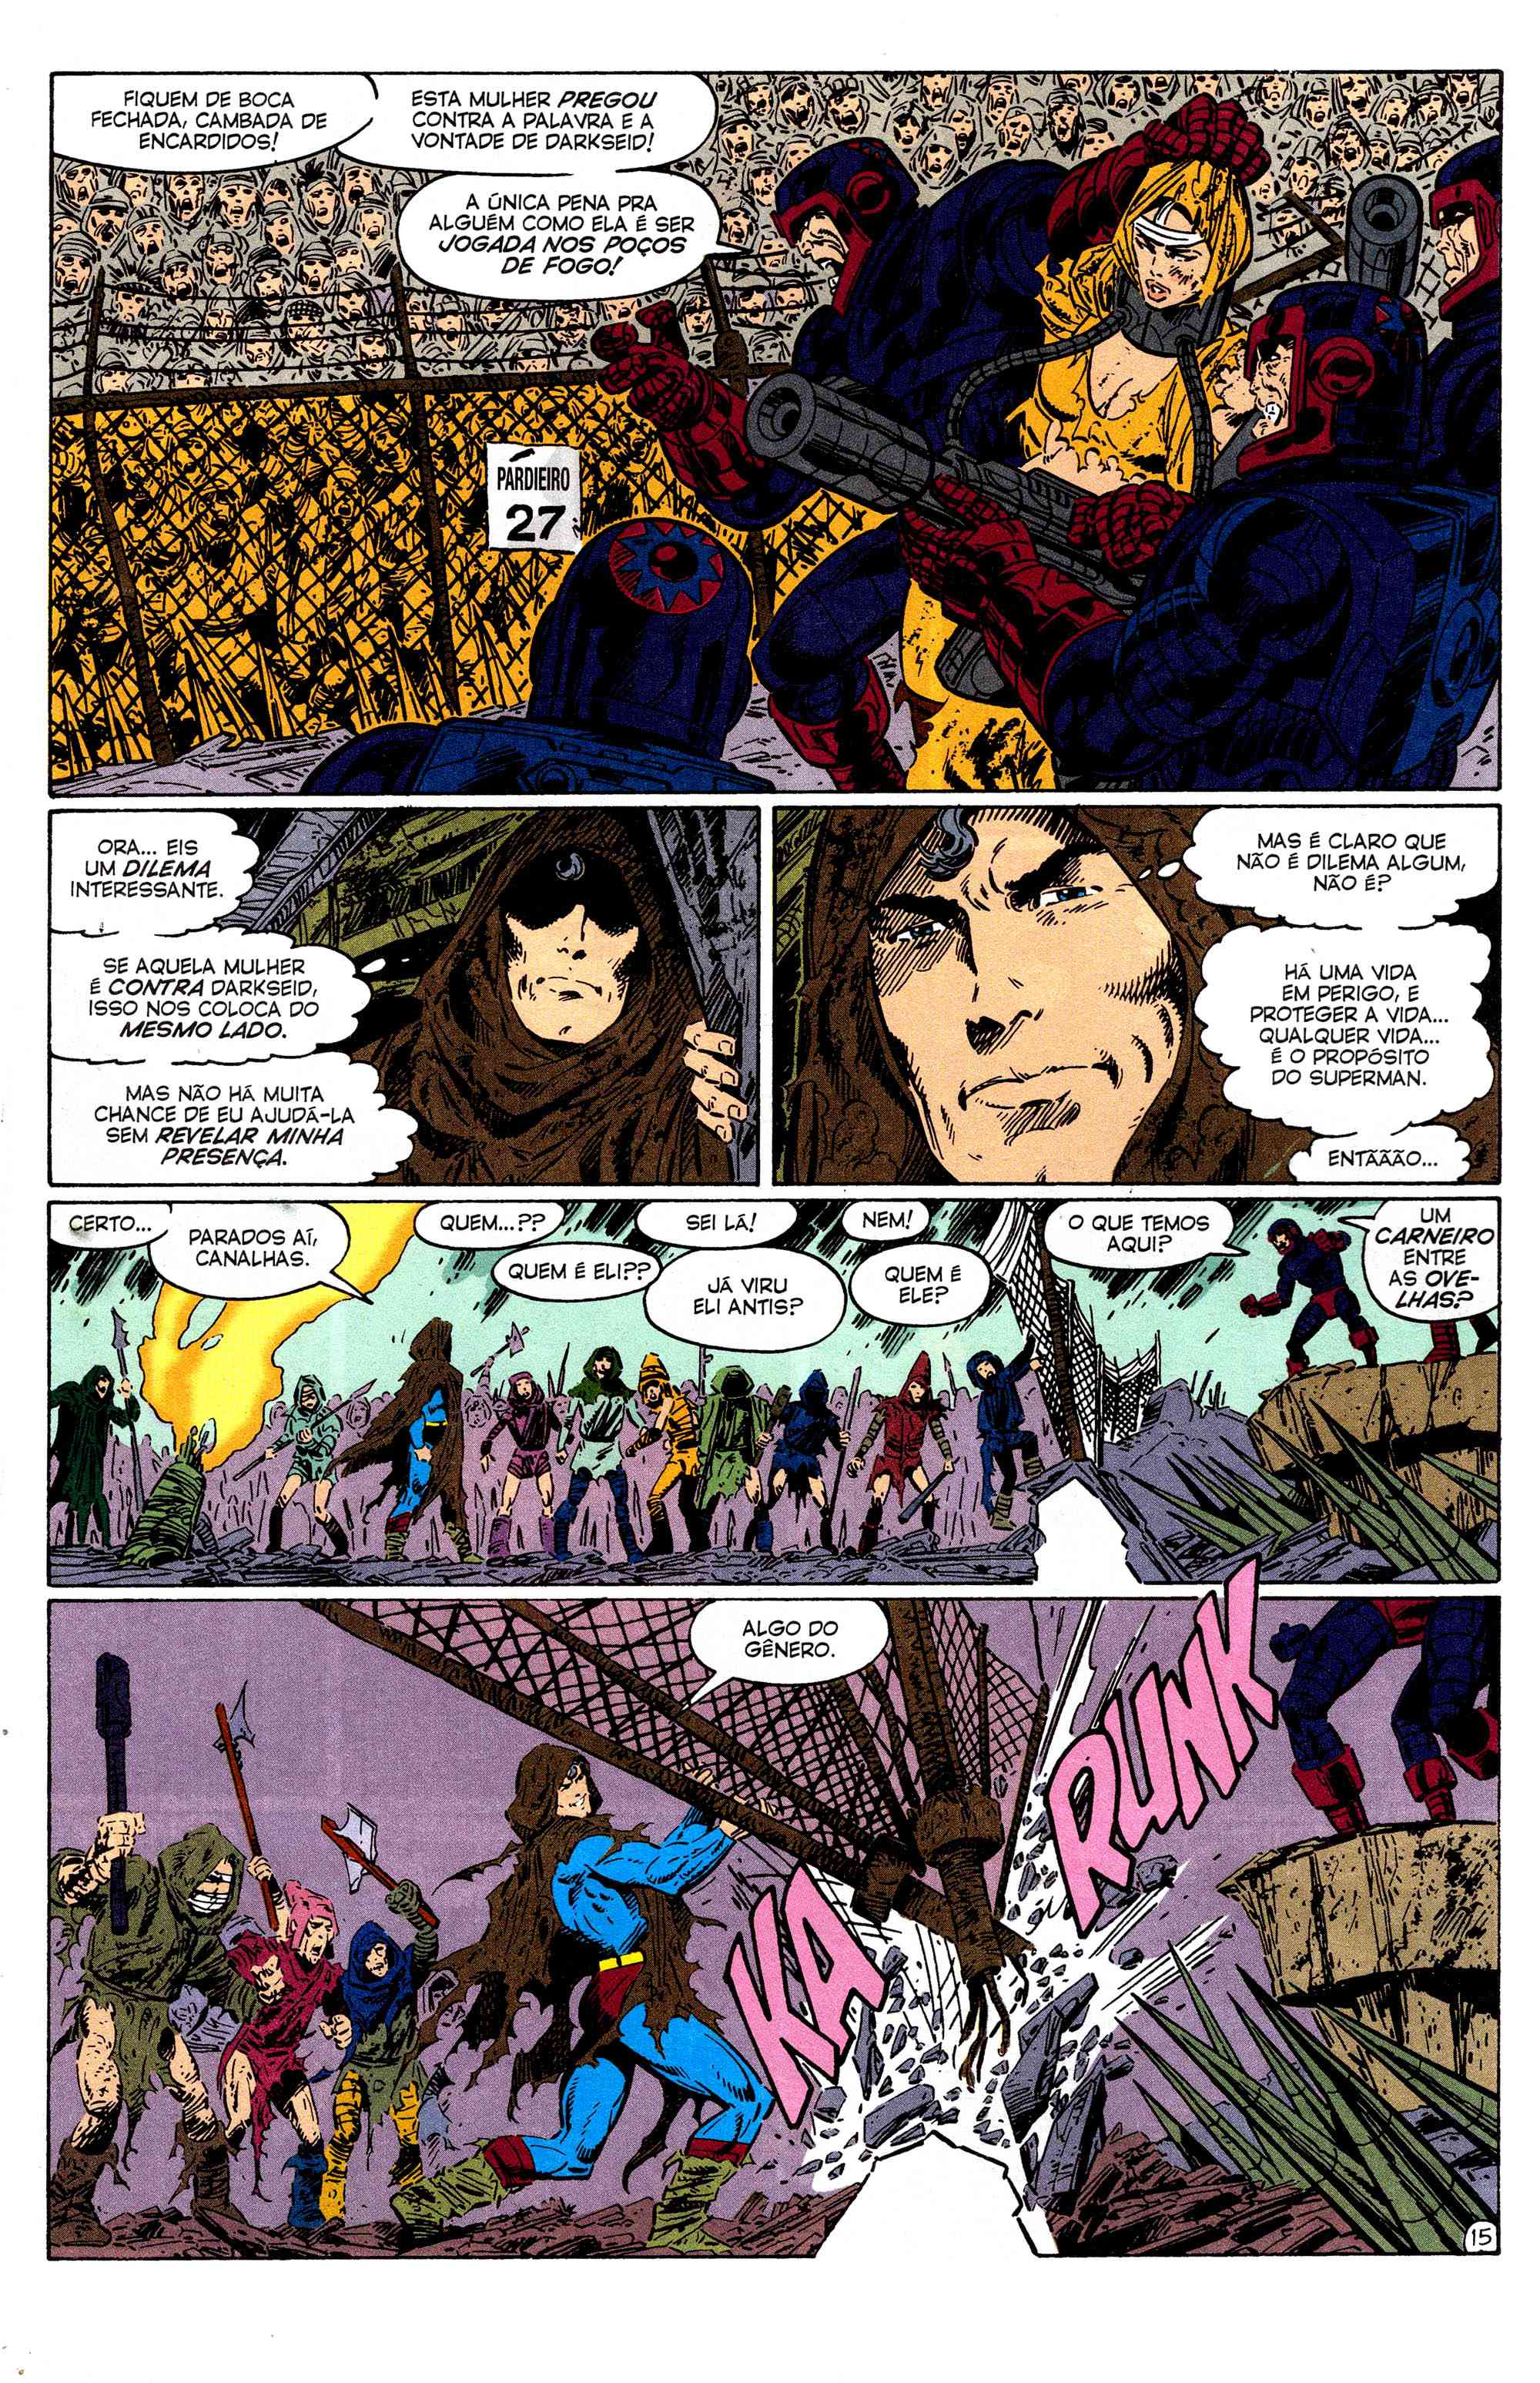 FIQUEM DE BOCA
FECHADA, CAMBADA DE
ENCARDIDOS!
ESTA MULHER PREGOU
CONTRA A PALAVRA E A
VONTADE DE DARKSEID!
A ÚNICA PENA PRA
ALGUÉM COMO ELA É SER
JOGADA NOS POÇOS
DE FOGO!
PARDIEIRO
27
ORA... EIS
UM DILEMA
INTERESSANTE.
SE AQUELA MULHER
É CONTRA DARKSEID,
ISSO NOS COLOCA DO
MESMO LADO.
MAS NÃO HÁ MUITA
CHANCE DE EU AJUDÁ-LA
SEM REVELAR MINHA
PRESENÇA.
MAS É CLARO QUE
NÃO É DILEMA ALGUM,
NÃO É?
HÁ UMA VIDA
EM PERIGO, E
PROTEGER A VIDA...
QUALQUER VIDA...
É O PROPÓSITO
DO SUPERMAN.
ENTÃÃÃO...
CERTO...
PARADOS AÍ,
CANALHAS.
QUEM...??
QUEM É ELI??
SEI LÁ!
JÁ VIRU
ELI ANTIS?
NEM!
QUEM É
ELE?
O QUE TEMOS
AQUI?
UM
CARNEIRO
ENTRE
AS OVE-
LHAS?
ALGO DO
GÊNERO.
KA
RUNK
15